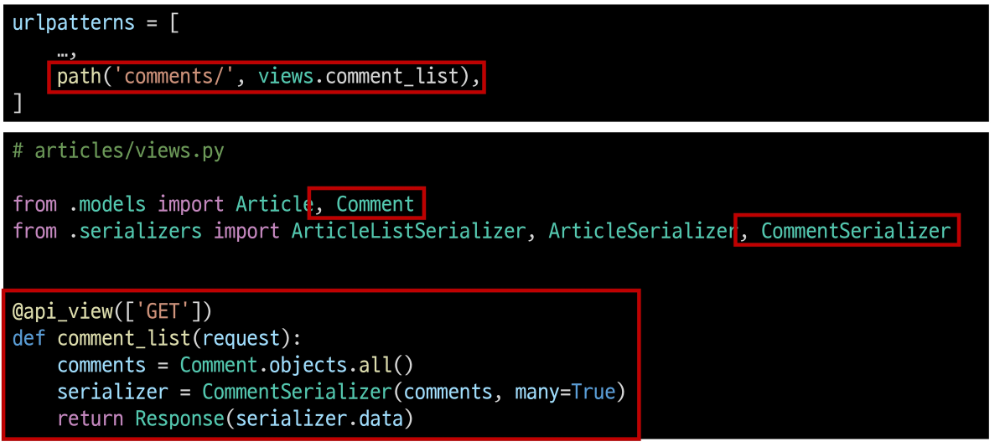 urlpatterns = [
    …,
    path('comments/', views.comment_list),
]
# articles/views.py
from .models import Article, Comment
from .serializers import ArticleListSerializer, ArticleSerializer, CommentSerializer
@api_view(['GET'])
def comment_list(request):
    comments = Comment.objects.all()
    serializer = CommentSerializer(comments, many=True)
    return Response(serializer.data)